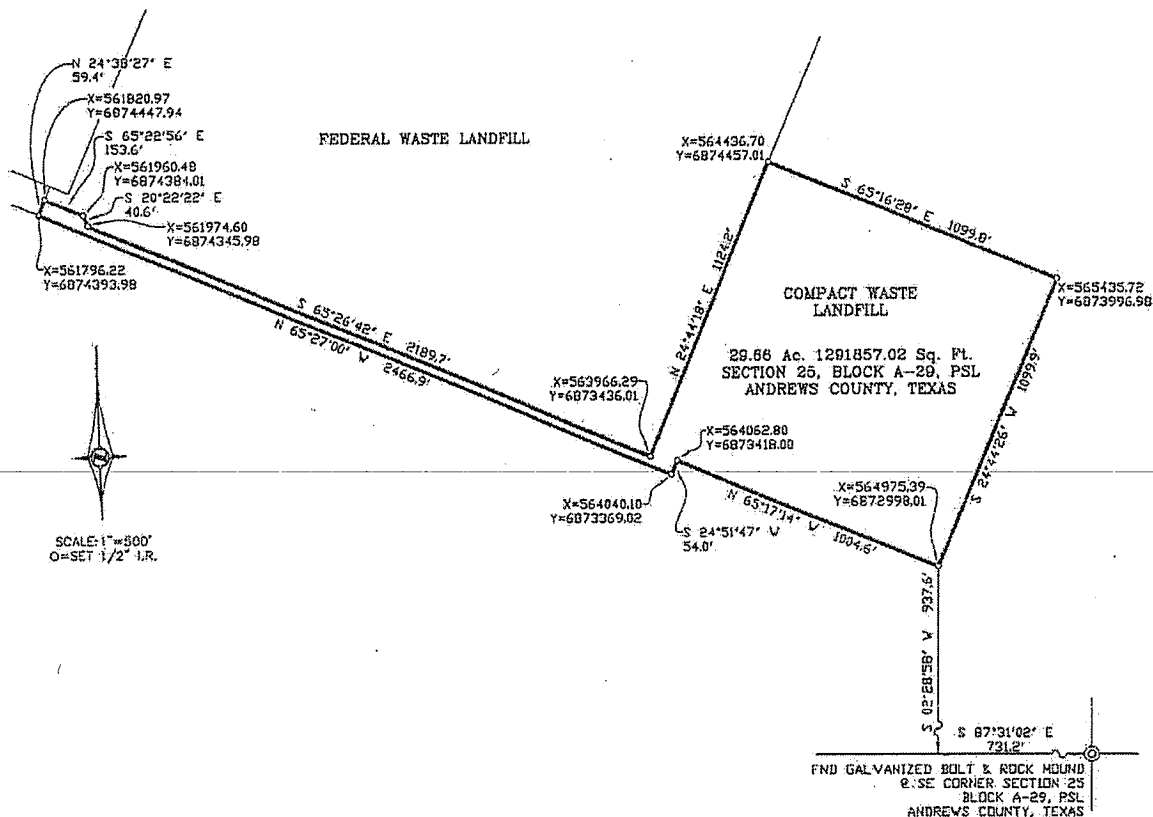 N 24°38'27" E
59.4'
X=561820.97
Y=6874447.94
S 65°22'56" E
153.6'
X=561960.48
Y=6874384.01
S 20°22'22" E
40.6'
X=561974.60
Y=6874345.98
X=561796.22
Y=6874393.98
FEDERAL WASTE LANDFILL
X=564436.70
Y=6874457.01
S 65°16'28" E 1099.8'
X=565435.72
Y=6873996.98
N 24°44'18" E 1124.2'
COMPACT WASTE
LANDFILL
29.66 Ac. 1291857.02 Sq. Ft.
SECTION 25, BLOCK A-29, PSL
ANDREWS COUNTY, TEXAS
S 65°26'42" E 2189.7'
N 65°27'00" W 2466.9'
X=563966.29
Y=6873436.01
X=564062.80
Y=6873418.00
S 24°44'26" W 1099.9'
X=564040.10
Y=6873369.02
S 24°51'47" W
54.0'
N 65°17'14" W 1004.6'
X=564975.39
Y=6872998.01
SCALE: 1"=500'
O=SET 1/2" I.R.
S 02°28'58" W 937.6'
S 87°31'02" E
731.2'
FND GALVANIZED BOLT & ROCK MOUND
@ SE CORNER SECTION 25
BLOCK A-29, PSL
ANDREWS COUNTY, TEXAS